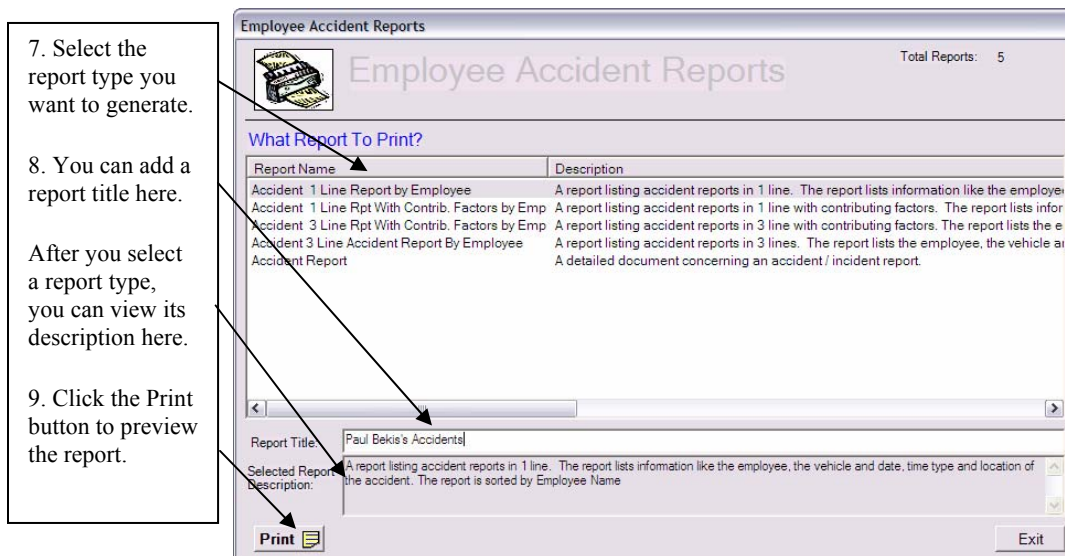 7. Select the
report type you
want to generate.
8. You can add a
report title here.
After you select
a report type,
you can view its
description here.
9. Click the Print
button to preview
the report.
Employee Accident Reports
Employee Accident Reports
Total Reports: 5
What Report To Print?
Report Name Description
Accident 1 Line Report by Employee A report listing accident reports in 1 line. The report lists information like the employe
Accident 1 Line Rpt With Contrib. Factors by Emp A report listing accident reports in 1 line with contributing factors. The report lists infor
Accident 3 Line Rpt With Contrib. Factors by Emp A report listing accident reports in 3 line with contributing factors. The report lists the e
Accident 3 Line Accident Report By Employee A report listing accident reports in 3 lines. The report lists the employee, the vehicle ar
Accident Report A detailed document concerning an accident / incident report.
Report Title: Paul Bekis's Accidents
Selected Report A report listing accident reports in 1 line. The report lists information like the employee, the vehicle and date, time type and location of
Description: the accident. The report is sorted by Employee Name
Print Exit